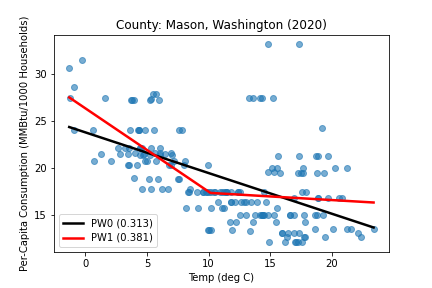 County: Mason, Washington (2020)
Per-Capita Consumption (MMBtu/1000 Households)
30
25
20
15
PW0 (0.313)
PW1 (0.381)
0
5
10
15
20
Temp (deg C)